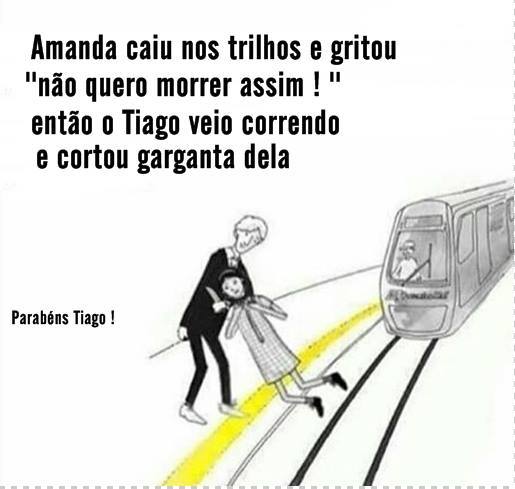 Amanda caiu nos trilhos e gritou
"não quero morrer assim ! "
então o Tiago veio correndo
e cortou garganta dela
Parabéns Tiago !